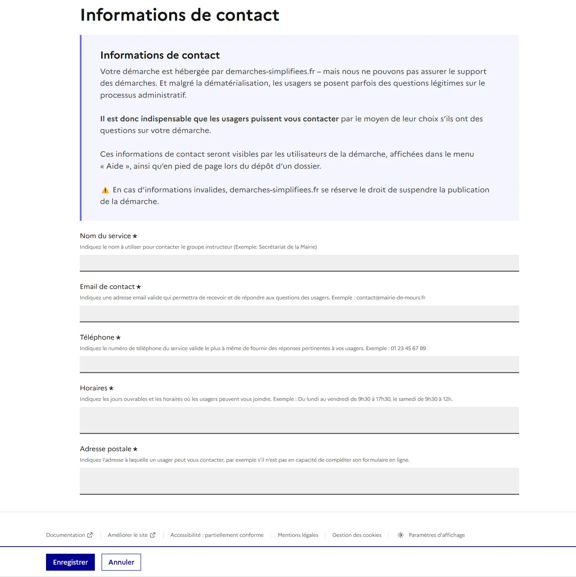 Informations de contact
Informations de contact
Votre démarche est hébergée par demarches-simplifiees.fr – mais nous ne pouvons pas assurer le support
des démarches. Et malgré la dématérialisation, les usagers se posent parfois des questions légitimes sur le
processus administratif.
Il est donc indispensable que les usagers puissent vous contacter par le moyen de leur choix s’ils ont des
questions sur votre démarche.
Ces informations de contact seront visibles par les utilisateurs de la démarche, affichées dans le menu
« Aide », ainsi qu’en pied de page lors du dépôt d’un dossier.
⚠️ En cas d’informations invalides, demarches-simplifiees.fr se réserve le droit de suspendre la publication
de la démarche.
Nom du service ★
Indiquez le nom à utiliser pour contacter le groupe instructeur (Exemple: Secrétariat de la Mairie)
Email de contact ★
Indiquez une adresse email valide qui permettra de recevoir et de répondre aux questions des usagers. Exemple : contact@mairie-de-mours.fr
Téléphone ★
Indiquez le numéro de téléphone du service valide le plus à même de fournir des réponses pertinentes à vos usagers. Exemple : 01 23 45 67 89
Horaires ★
Indiquez les jours ouvrables et les horaires où les usagers peuvent vous joindre. Exemple : Du lundi au vendredi de 9h30 à 17h30, le samedi de 9h30 à 12h.
Adresse postale ★
Indiquez l’adresse à laquelle un usager peut vous contacter, par exemple s’il n’est pas en capacité de compléter son formulaire en ligne.
Documentation Améliorer le site Accessibilité : partiellement conforme Mentions légales Gestion des cookies Paramètres d’affichage
Enregistrer Annuler